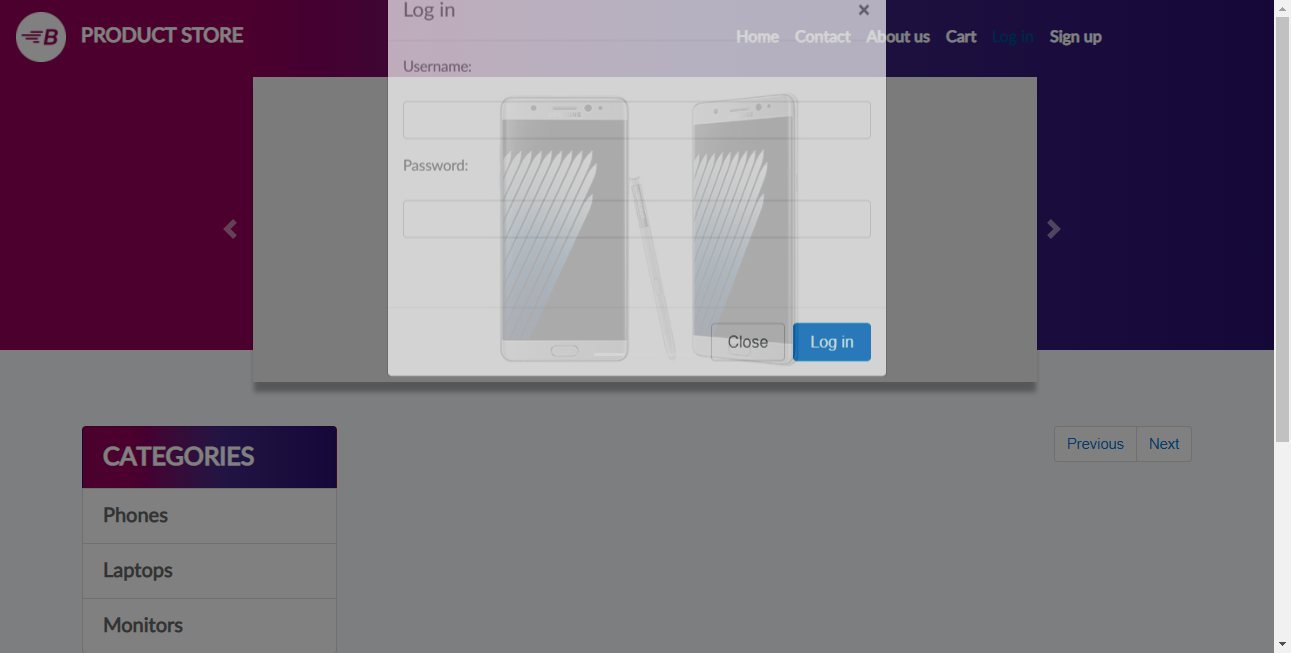 Log in ×
B PRODUCT STORE Home Contact About us Cart Log in Sign up
Username:
Password:
Close Log in
CATEGORIES
Previous Next
Phones
Laptops
Monitors